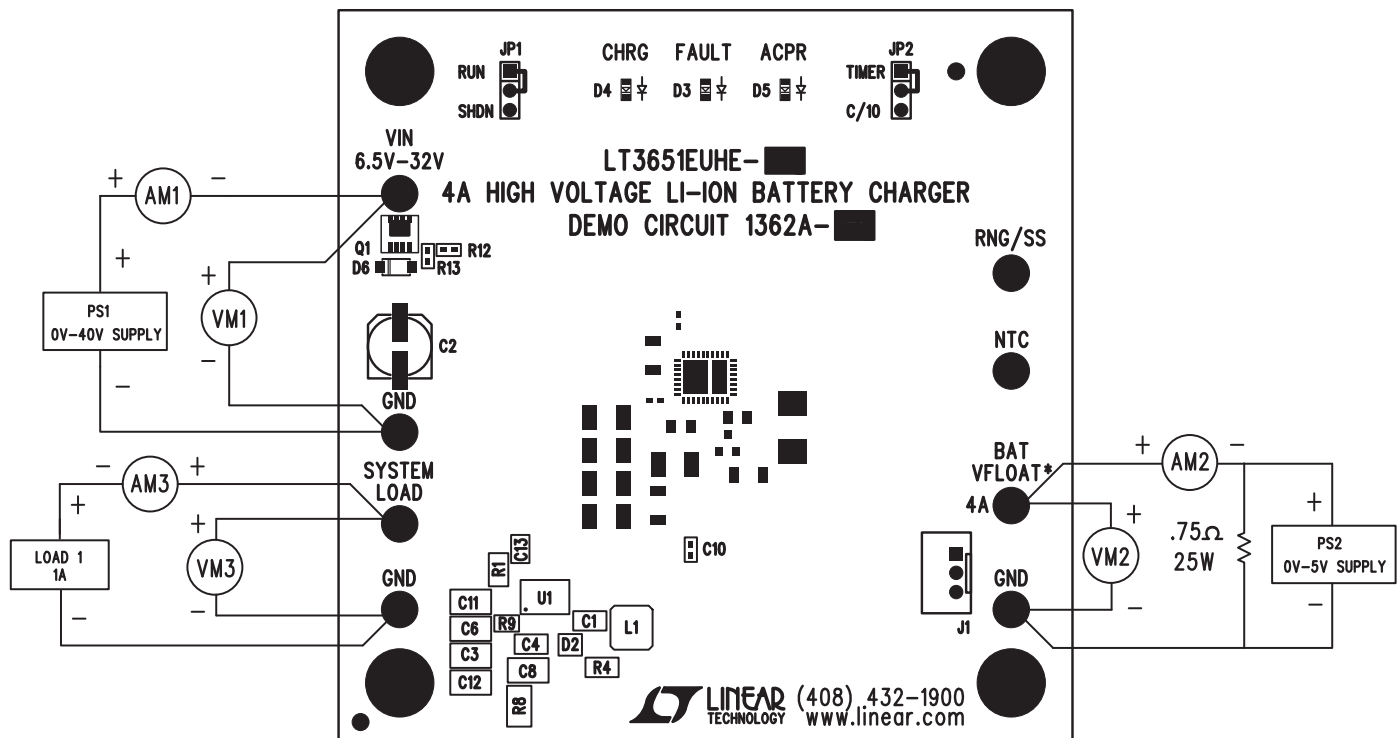 JP1
CHRG FAULT ACPR
JP2
RUN
D4 D3 D5
TIMER
SHDN
C/10
VIN
6.5V-32V
LT3651EUHE-
4A HIGH VOLTAGE LI-ION BATTERY CHARGER
DEMO CIRCUIT 1362A-
+ AM1 -
Q1
R12
D6
R13
RNG/SS
+
+
PS1
0V-40V SUPPLY
VM1
-
-
C2
NTC
GND
SYSTEM
LOAD
- AM3 +
+
+
LOAD 1
1A
VM3
-
-
GND
BAT
VFLOAT*
4A
+ AM2 -
+
+
VM2
.75Ω
25W
PS2
0V-5V SUPPLY
-
-
GND
J1
C10
C13
R1
U1
C11
C6
R9
C1
L1
C3
C4
D2
C12
C8
R4
R8
LINEAR
TECHNOLOGY
(408) 432-1900
www.linear.com